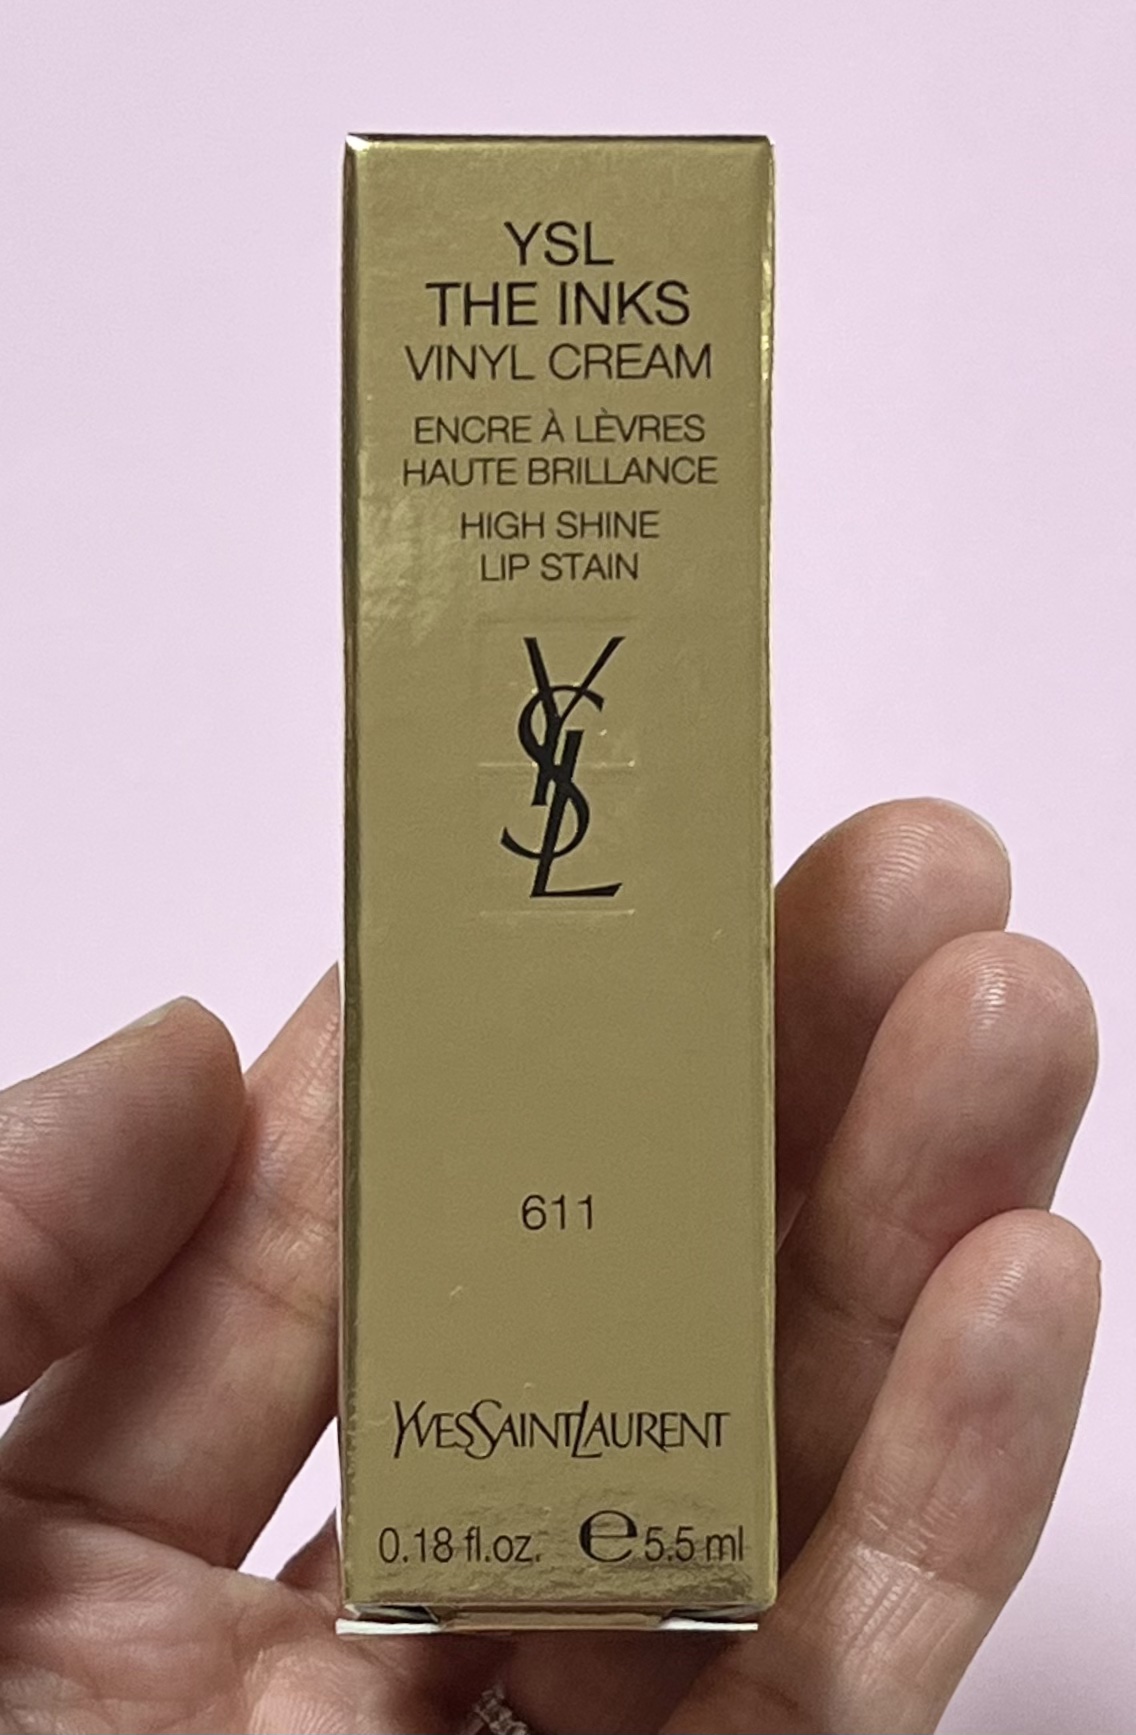 YSL
THE INKS
VINYL CREAM
ENCRE À LÈVRES
HAUTE BRILLANCE
HIGH SHINE
LIP STAIN
YSL
611
YVESSAINTLAURENT
0.18 fl.oz. ℮ 5.5 ml